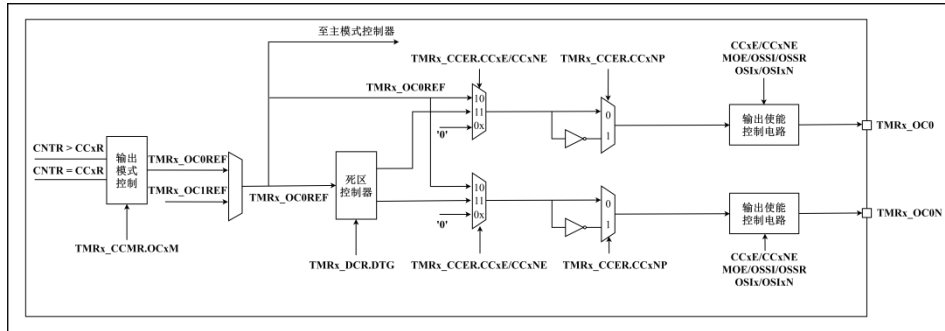 至主模式控制器
TMRx_CCER.CCxE/CCxNE
TMRx_CCER.CCxNP
CCxE/CCxNE
MOE/OSSI/OSSR
OSIx/OSIxN
TMRx_OC0REF
10
11
0x
'0'
0
1
输出使能
控制电路
TMRx_OC0
CNTR > CCxR
CNTR = CCxR
输出
模式
控制
TMRx_OC0REF
TMRx_OC1REF
TMRx_OC0REF
死区
控制器
10
11
0x
'0'
0
1
输出使能
控制电路
TMRx_OC0N
TMRx_CCMR.OCxM
TMRx_DCR.DTG
TMRx_CCER.CCxE/CCxNE
TMRx_CCER.CCxNP
CCxE/CCxNE
MOE/OSSI/OSSR
OSIx/OSIxN